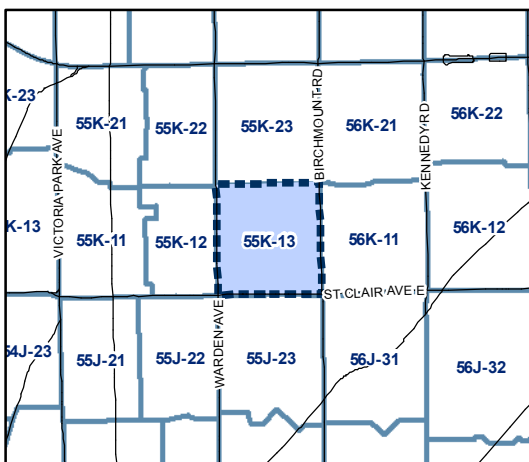 55K-23
BIRCHMOUNT RD
56K-21
56K-22
K-23
55K-21
55K-22
KENNEDY RD
VICTORIA PARK AVE
K-13
55K-11
55K-12
55K-13
56K-11
56K-12
ST CLAIR AVE E
WARDEN AVE
54J-23
55J-21
55J-22
55J-23
56J-31
56J-32